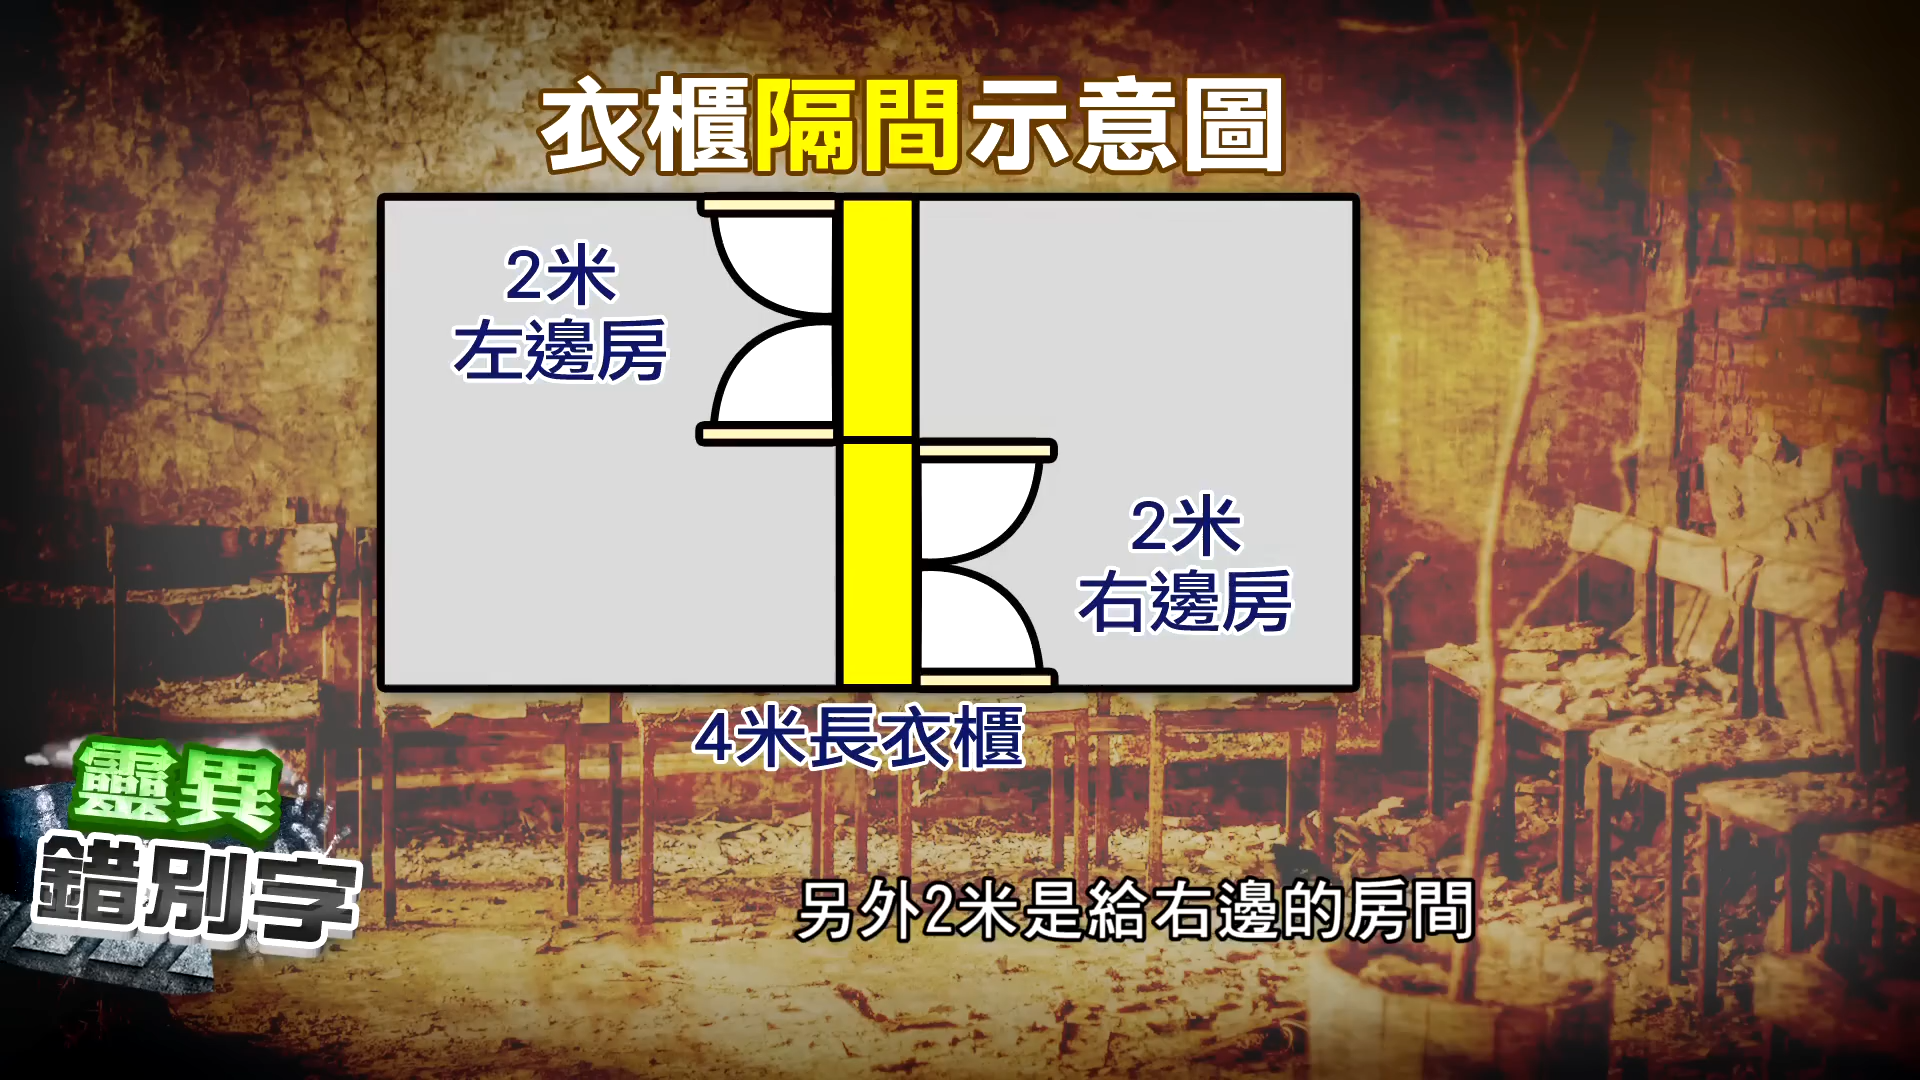 衣櫃隔間示意圖
2米
左邊房
2米
右邊房
4米長衣櫃
靈異
錯別字
另外2米是給右邊的房間